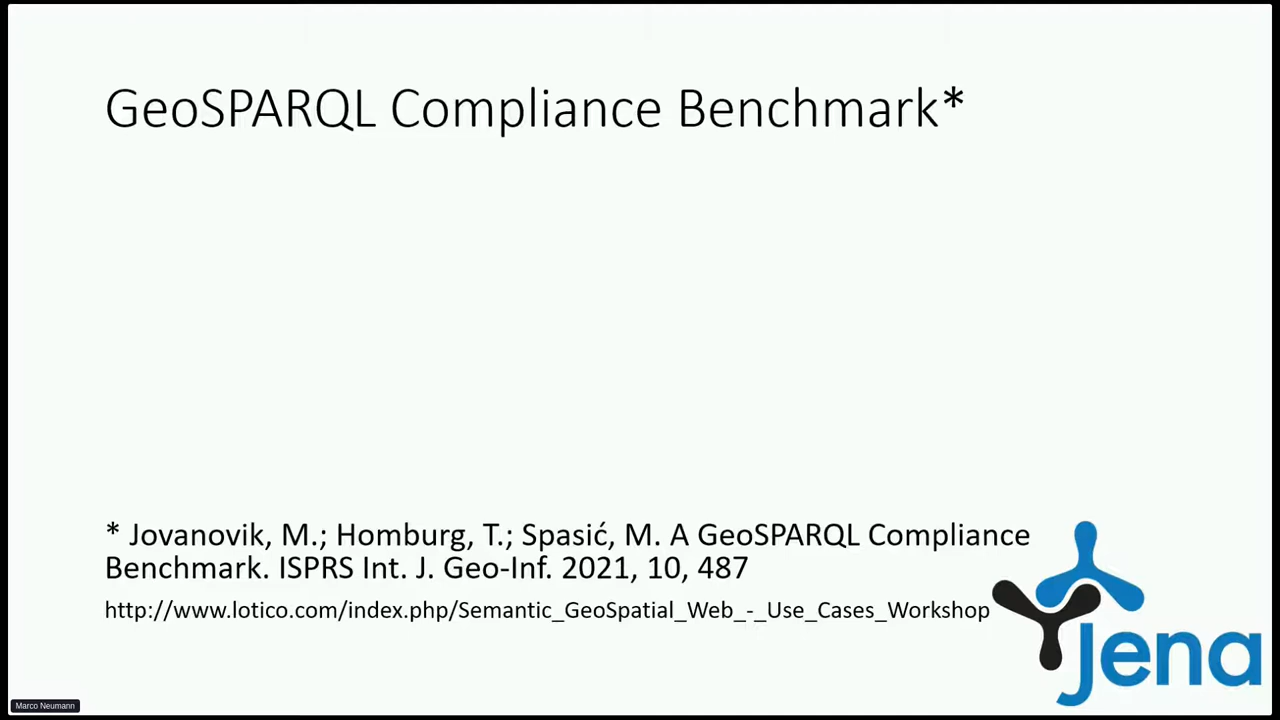 GeoSPARQL Compliance Benchmark*
* Jovanovik, M.; Homburg, T.; Spasić, M. A GeoSPARQL Compliance
Benchmark. ISPRS Int. J. Geo-Inf. 2021, 10, 487
http://www.lotico.com/index.php/Semantic_GeoSpatial_Web_-_Use_Cases_Workshop
Jena
Marco Neumann